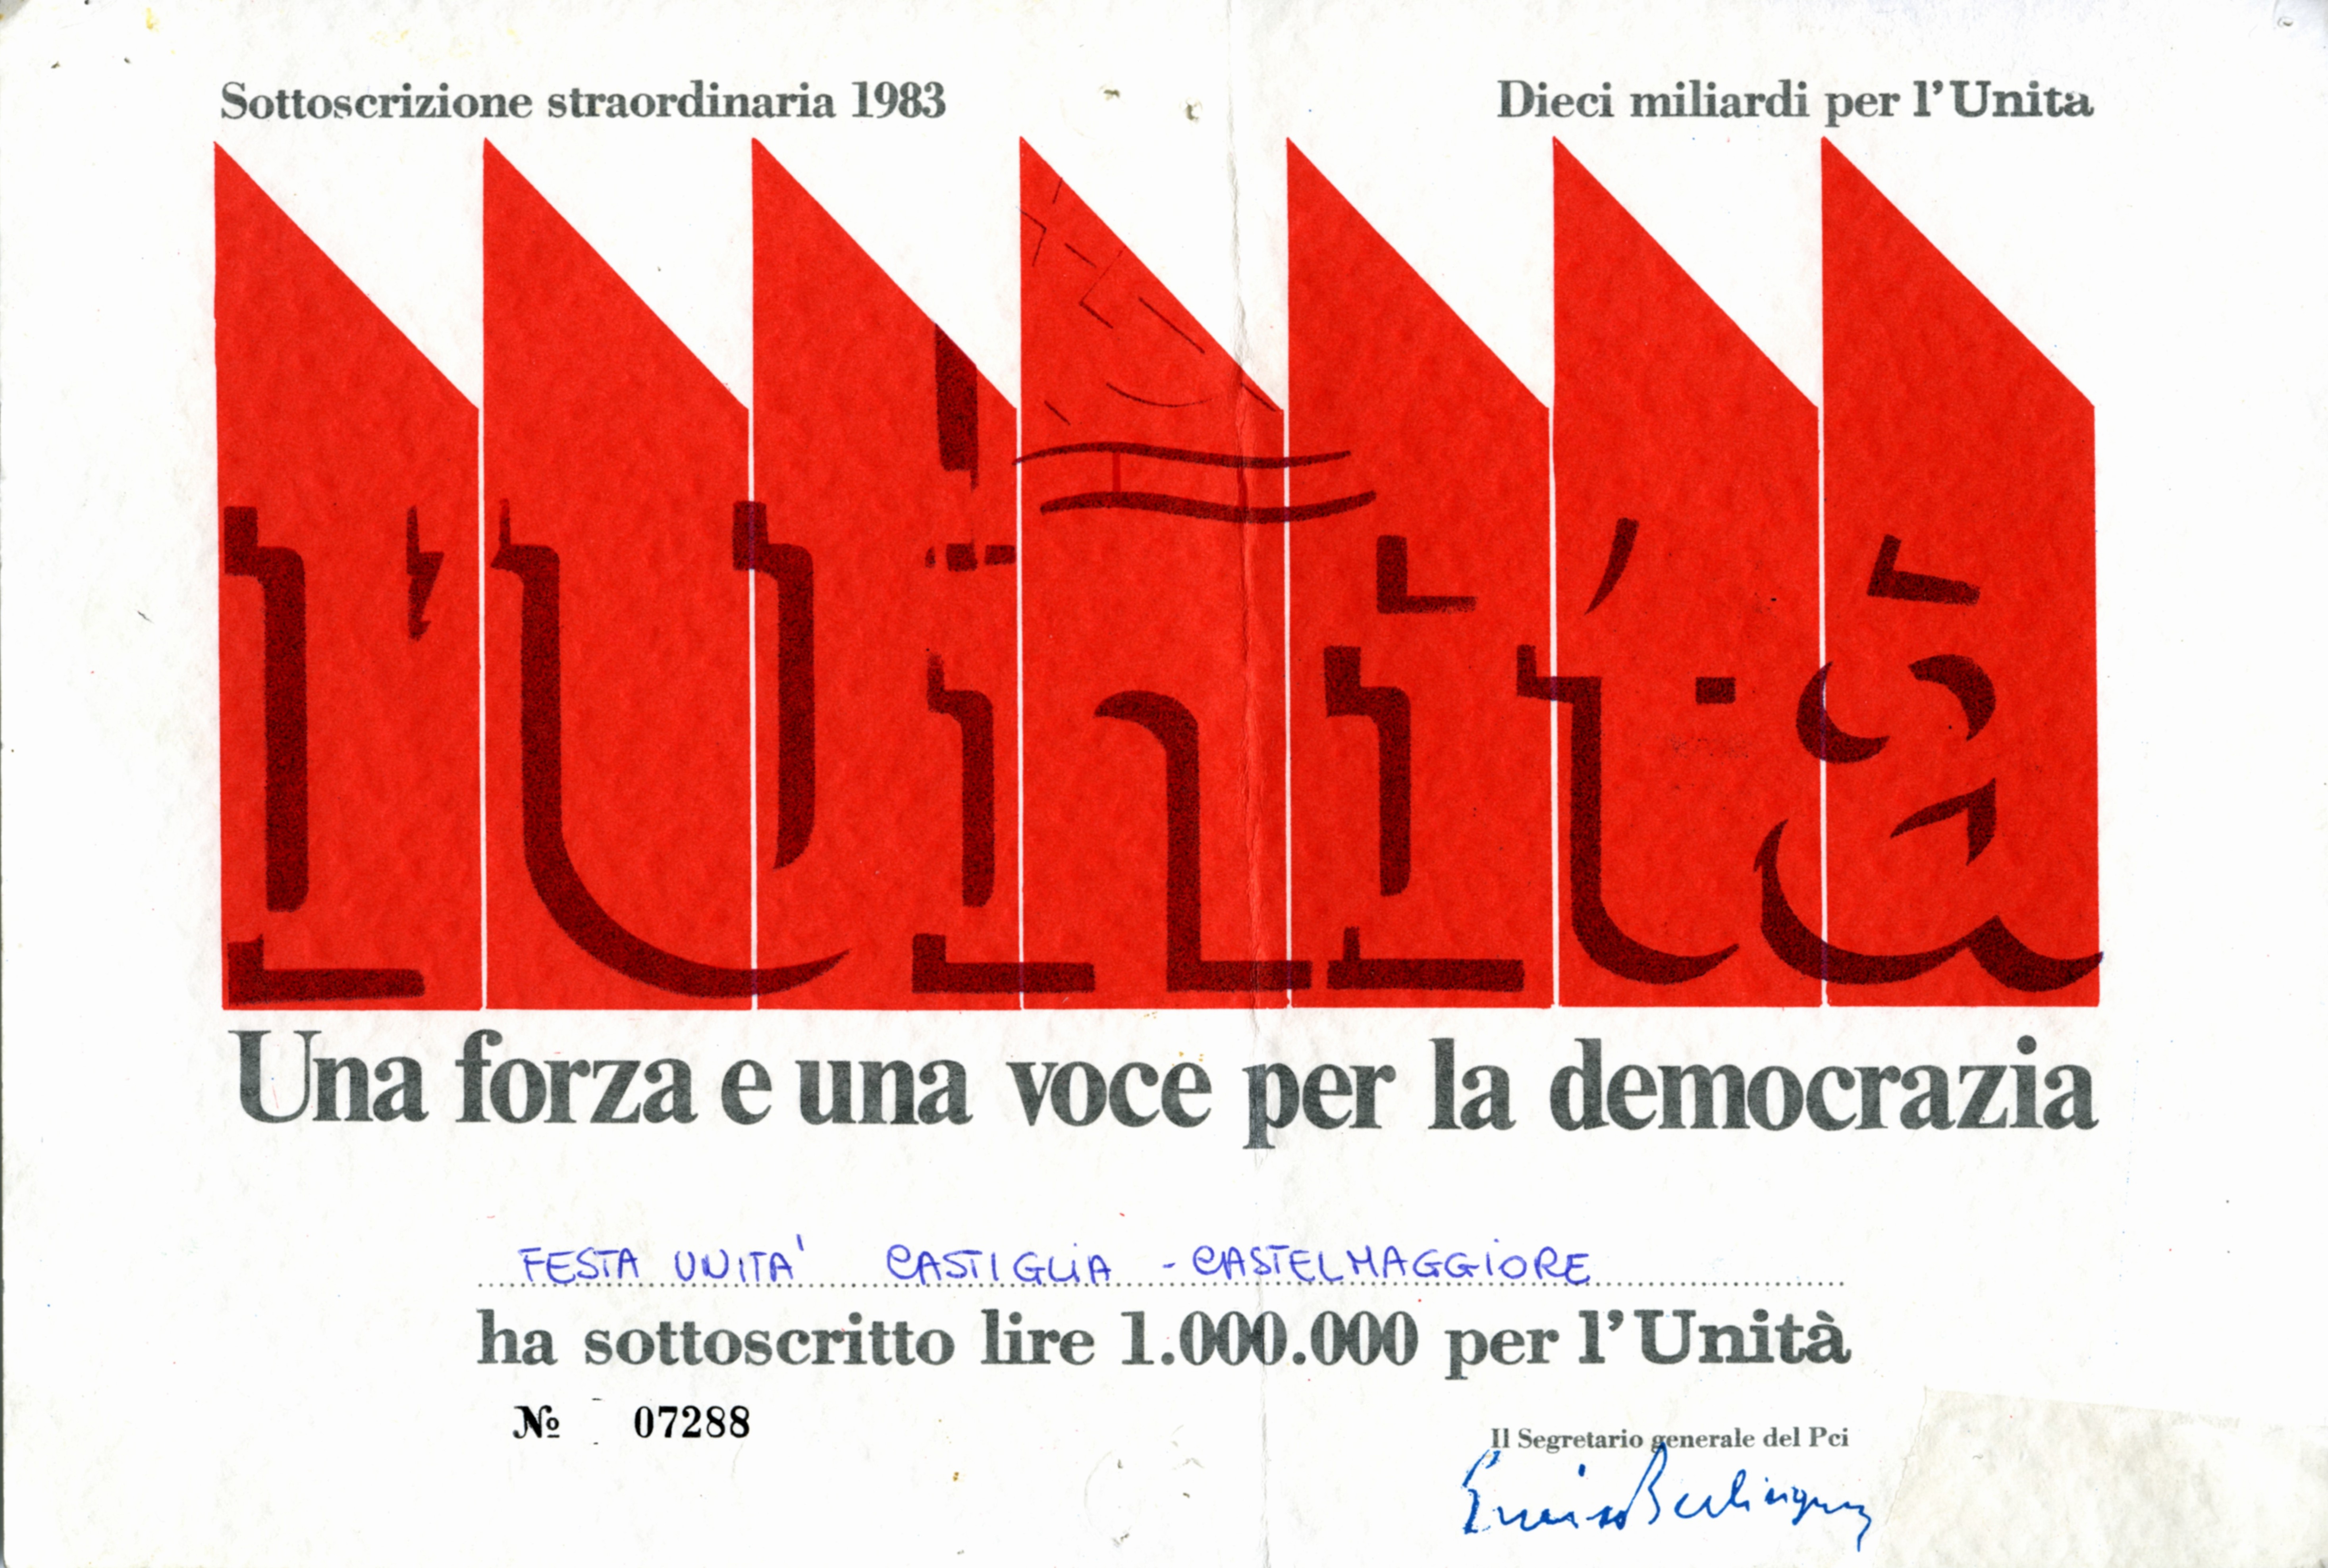 Sottoscrizione straordinaria 1983
Dieci miliardi per l'Unita
l'Unità
Una forza e una voce per la democrazia
FESTA UNITA' CASTIGLIA - CASTELMAGGIORE
ha sottoscritto lire 1.000.000 per l'Unità
№ 07288
Il Segretario generale del Pci
Enrico Berlinguer